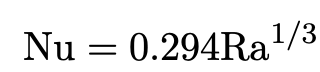 Nu = 0.294Ra^{1/3}